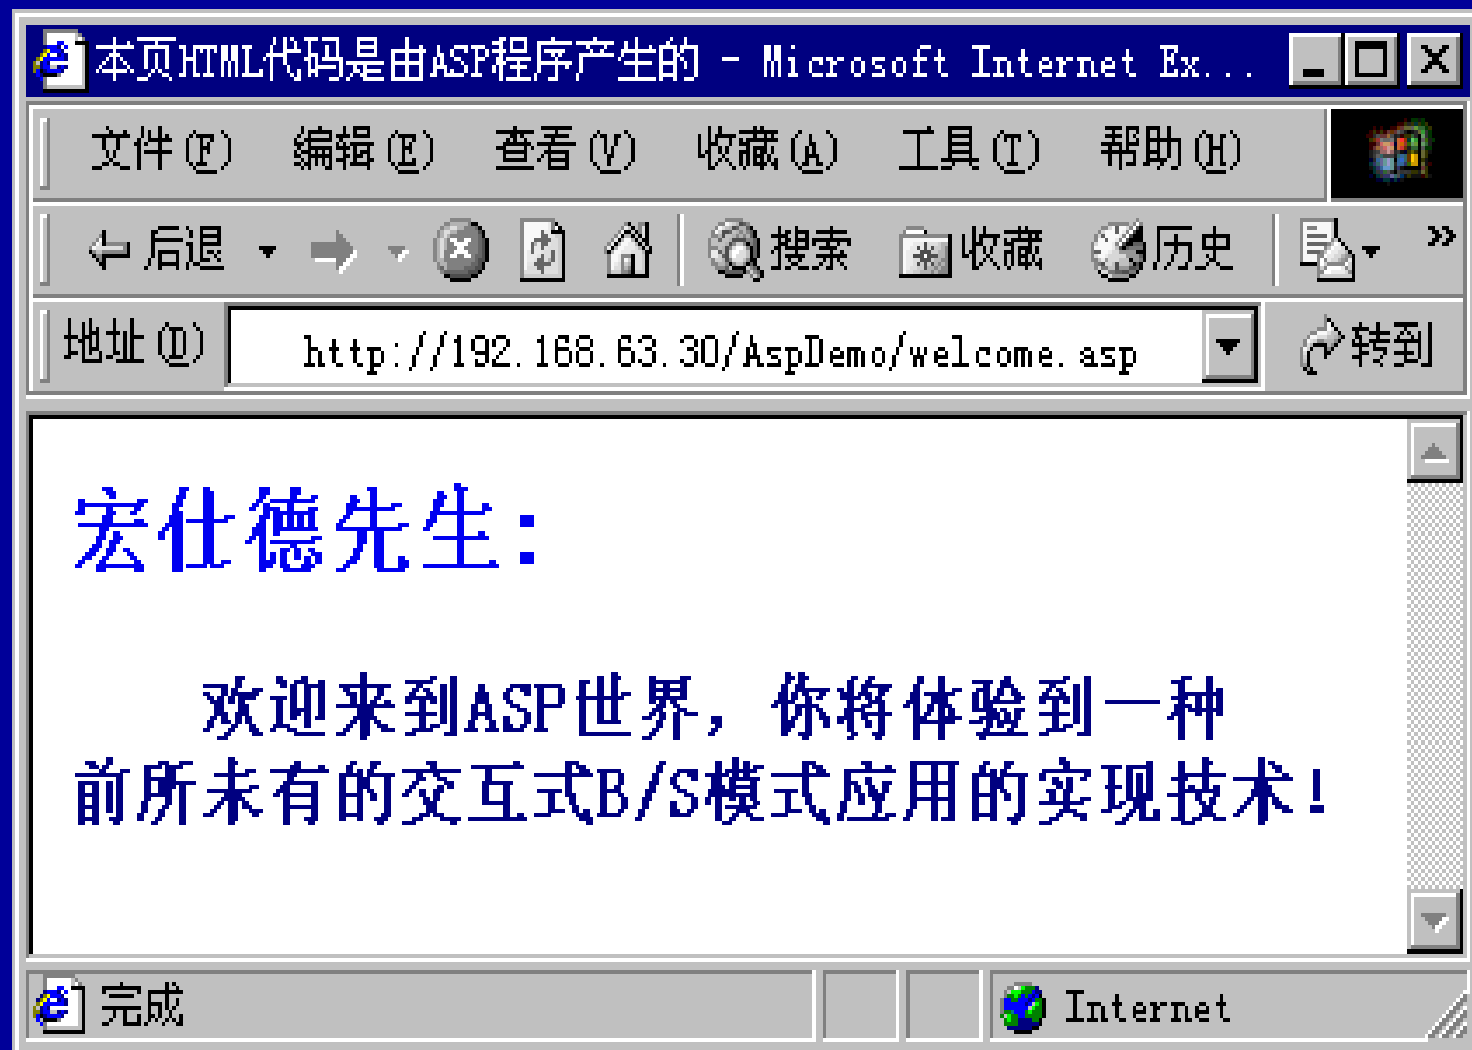 本页HTML代码是由ASP程序产生的 - Microsoft Internet Ex...
文件(F) 编辑(E) 查看(V) 收藏(A) 工具(T) 帮助(H)
后退 搜索 收藏 历史 »
地址(D) http://192.168.63.30/AspDemo/welcome.asp 转到
宏仕德先生:
欢迎来到ASP世界，你将体验到一种
前所未有的交互式B/S模式应用的实现技术!
完成 Internet